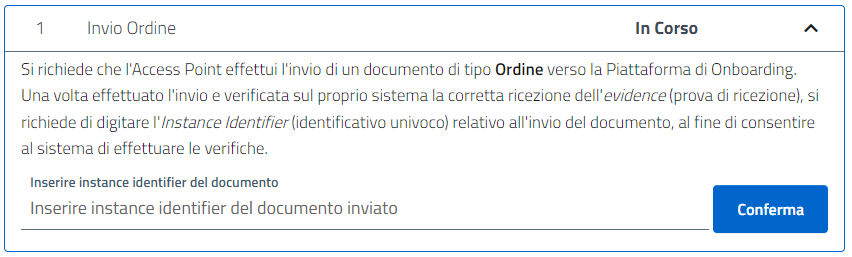 1 Invio Ordine In Corso
Si richiede che l'Access Point effettui l'invio di un documento di tipo Ordine verso la Piattaforma di Onboarding.
Una volta effettuato l'invio e verificata sul proprio sistema la corretta ricezione dell'evidence (prova di ricezione), si
richiede di digitare l'Instance Identifier (identificativo univoco) relativo all'invio del documento, al fine di consentire
al sistema di effettuare le verifiche.
Inserire instance identifier del documento
Inserire instance identifier del documento inviato
Conferma